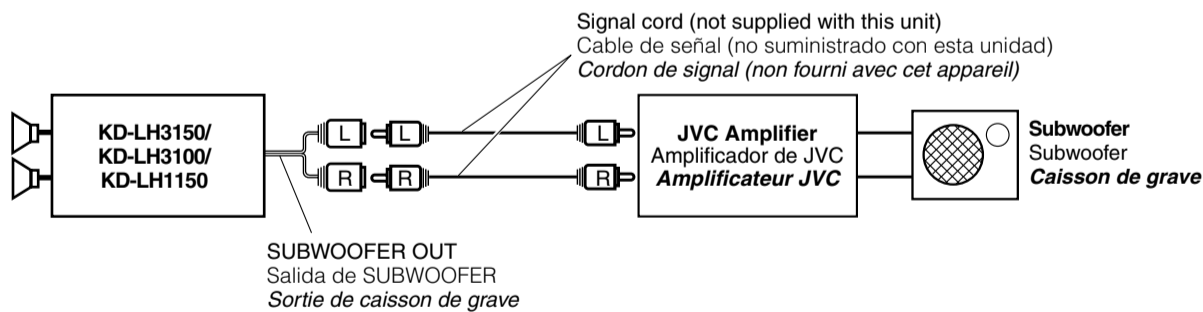 Signal cord (not supplied with this unit)
Cable de señal (no suministrado con esta unidad)
Cordon de signal (non fourni avec cet appareil)
KD-LH3150/
KD-LH3100/
KD-LH1150
L
L
L
R
R
R
JVC Amplifier
Amplificador de JVC
Amplificateur JVC
Subwoofer
Subwoofer
Caisson de grave
SUBWOOFER OUT
Salida de SUBWOOFER
Sortie de caisson de grave